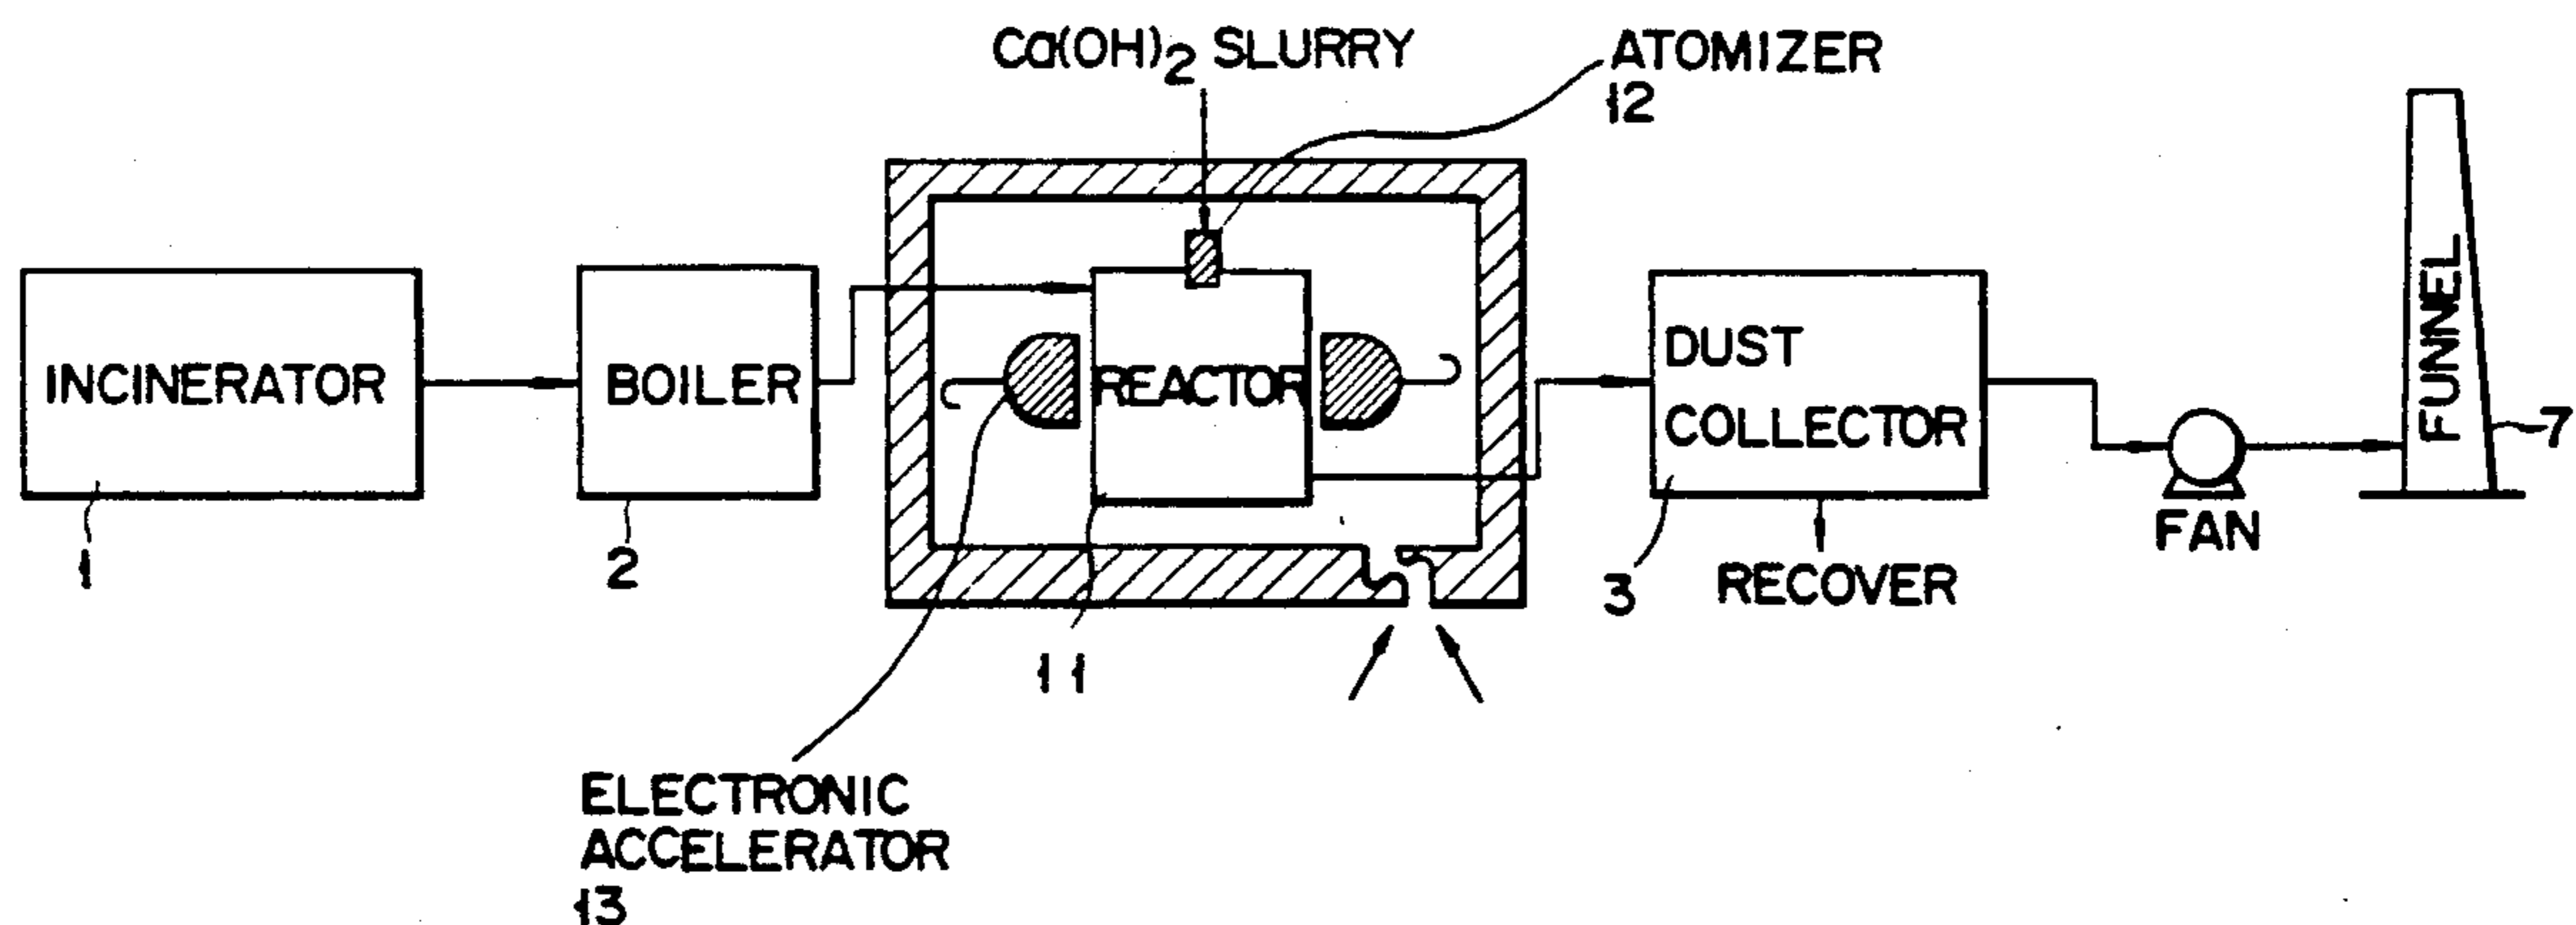 Ca(OH)2 SLURRY
ATOMIZER
12
INCINERATOR
1
BOILER
2
REACTOR
11
DUST
COLLECTOR
3
RECOVER
FAN
FUNNEL
7
ELECTRONIC
ACCELERATOR
13